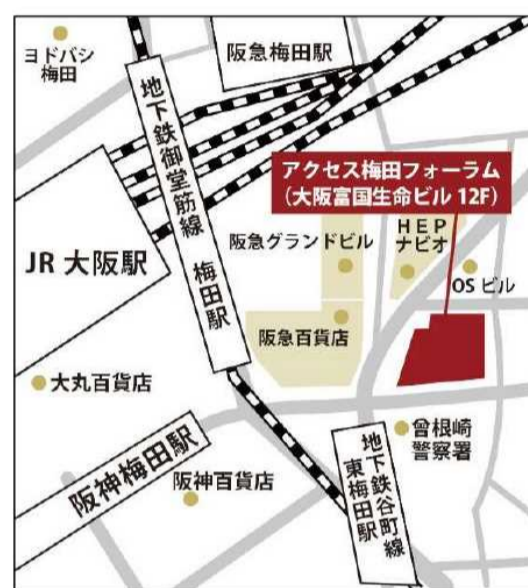 ヨドバシ
梅田
阪急梅田駅
地下鉄御堂筋線 梅田駅
アクセス梅田フォーラム
(大阪富国生命ビル 12F)
JR 大阪駅
阪急グランドビル
HEP
ナビオ
OS ビル
阪急百貨店
大丸百貨店
阪神梅田駅
阪神百貨店
地下鉄谷町線
東梅田駅
曾根崎
警察署